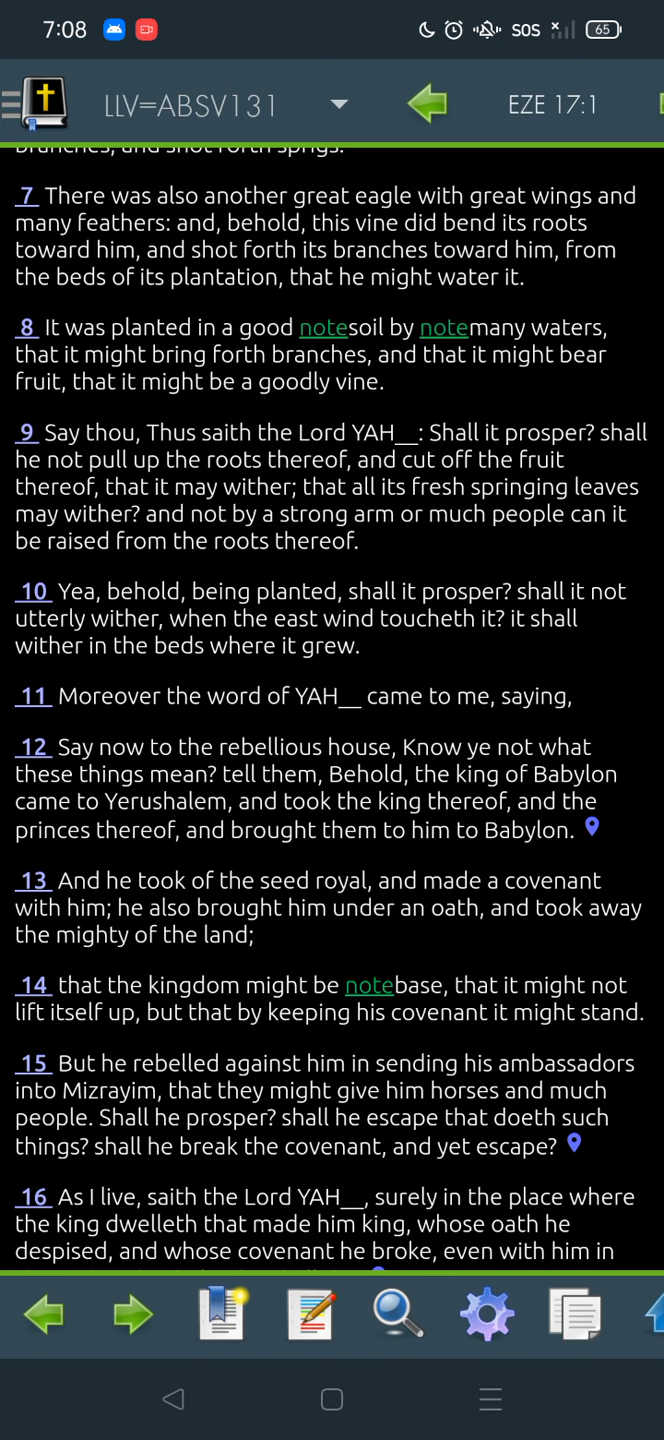 7:08
SOS
65
LLV=ABSV131
EZE 17:1
branches, and shot forth sprigs.
7 There was also another great eagle with great wings and
many feathers: and, behold, this vine did bend its roots
toward him, and shot forth its branches toward him, from
the beds of its plantation, that he might water it.
8 It was planted in a good notesoil by notemany waters,
that it might bring forth branches, and that it might bear
fruit, that it might be a goodly vine.
9 Say thou, Thus saith the Lord YAH__: Shall it prosper? shall
he not pull up the roots thereof, and cut off the fruit
thereof, that it may wither; that all its fresh springing leaves
may wither? and not by a strong arm or much people can it
be raised from the roots thereof.
10 Yea, behold, being planted, shall it prosper? shall it not
utterly wither, when the east wind toucheth it? it shall
wither in the beds where it grew.
11 Moreover the word of YAH__ came to me, saying,
12 Say now to the rebellious house, Know ye not what
these things mean? tell them, Behold, the king of Babylon
came to Yerushalem, and took the king thereof, and the
princes thereof, and brought them to him to Babylon.
13 And he took of the seed royal, and made a covenant
with him; he also brought him under an oath, and took away
the mighty of the land;
14 that the kingdom might be notebase, that it might not
lift itself up, but that by keeping his covenant it might stand.
15 But he rebelled against him in sending his ambassadors
into Mizrayim, that they might give him horses and much
people. Shall he prosper? shall he escape that doeth such
things? shall he break the covenant, and yet escape?
16 As I live, saith the Lord YAH__, surely in the place where
the king dwelleth that made him king, whose oath he
despised, and whose covenant he broke, even with him in